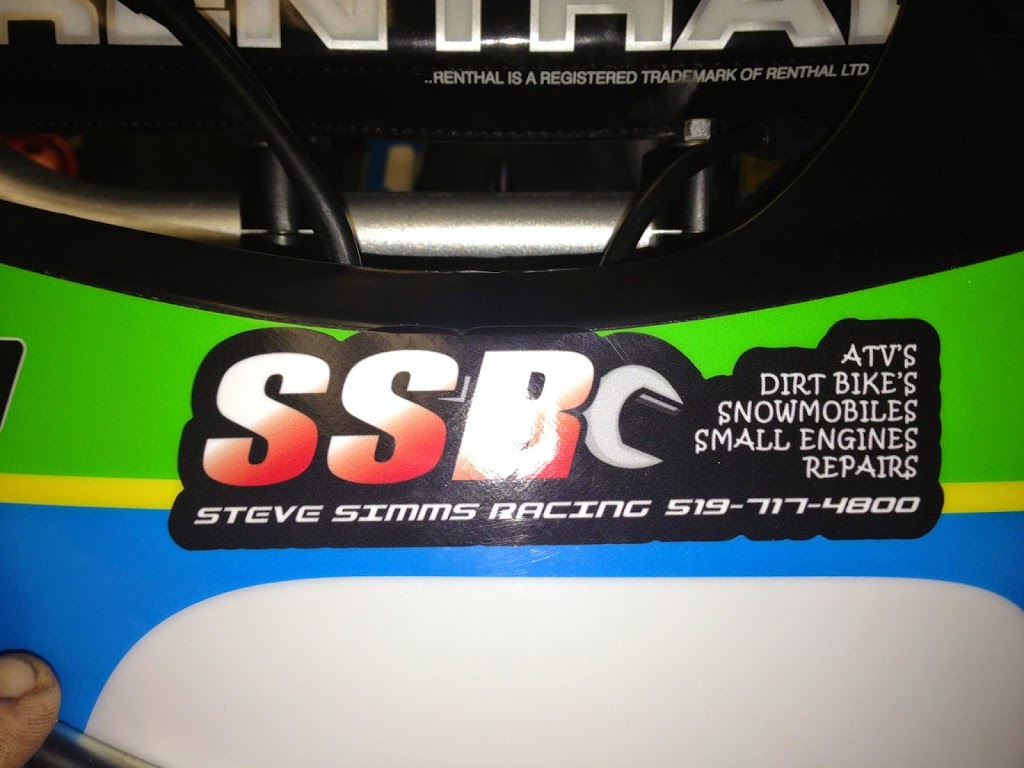 RENTHAL
..RENTHAL IS A REGISTERED TRADEMARK OF RENTHAL LTD
SSR
ATV'S
DIRT BIKE'S
SNOWMOBILES
SMALL ENGINES
REPAIRS
STEVE SIMMS RACING 519-717-4800